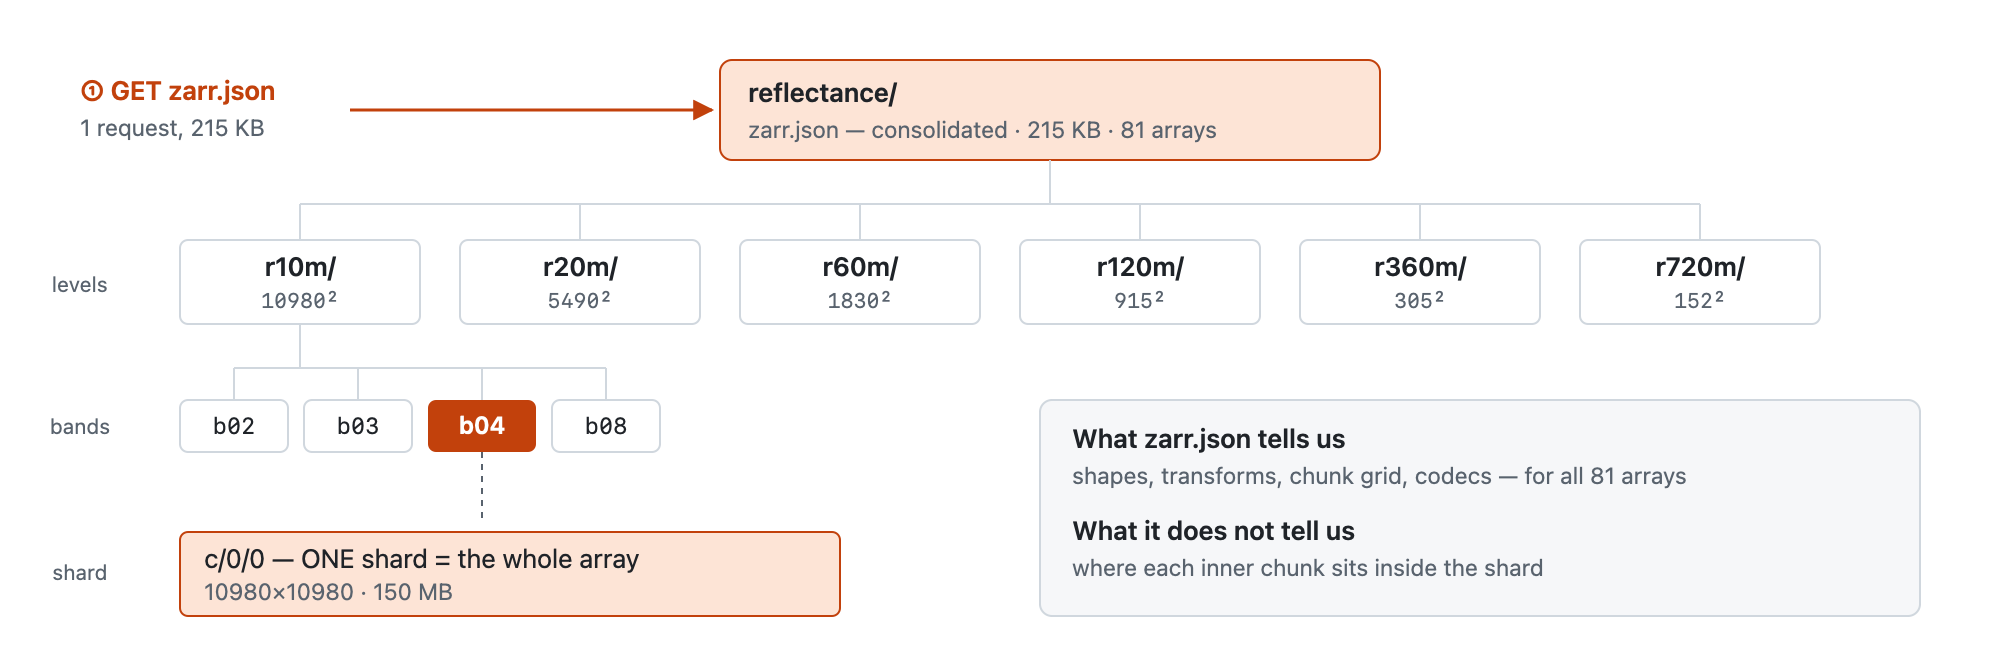 ① GET zarr.json
1 request, 215 KB
reflectance/
zarr.json — consolidated · 215 KB · 81 arrays
levels
r10m/
10980²
r20m/
5490²
r60m/
1830²
r120m/
915²
r360m/
305²
r720m/
152²
bands
b02
b03
b04
b08
What zarr.json tells us
shapes, transforms, chunk grid, codecs — for all 81 arrays
What it does not tell us
where each inner chunk sits inside the shard
shard
c/0/0 — ONE shard = the whole array
10980×10980 · 150 MB